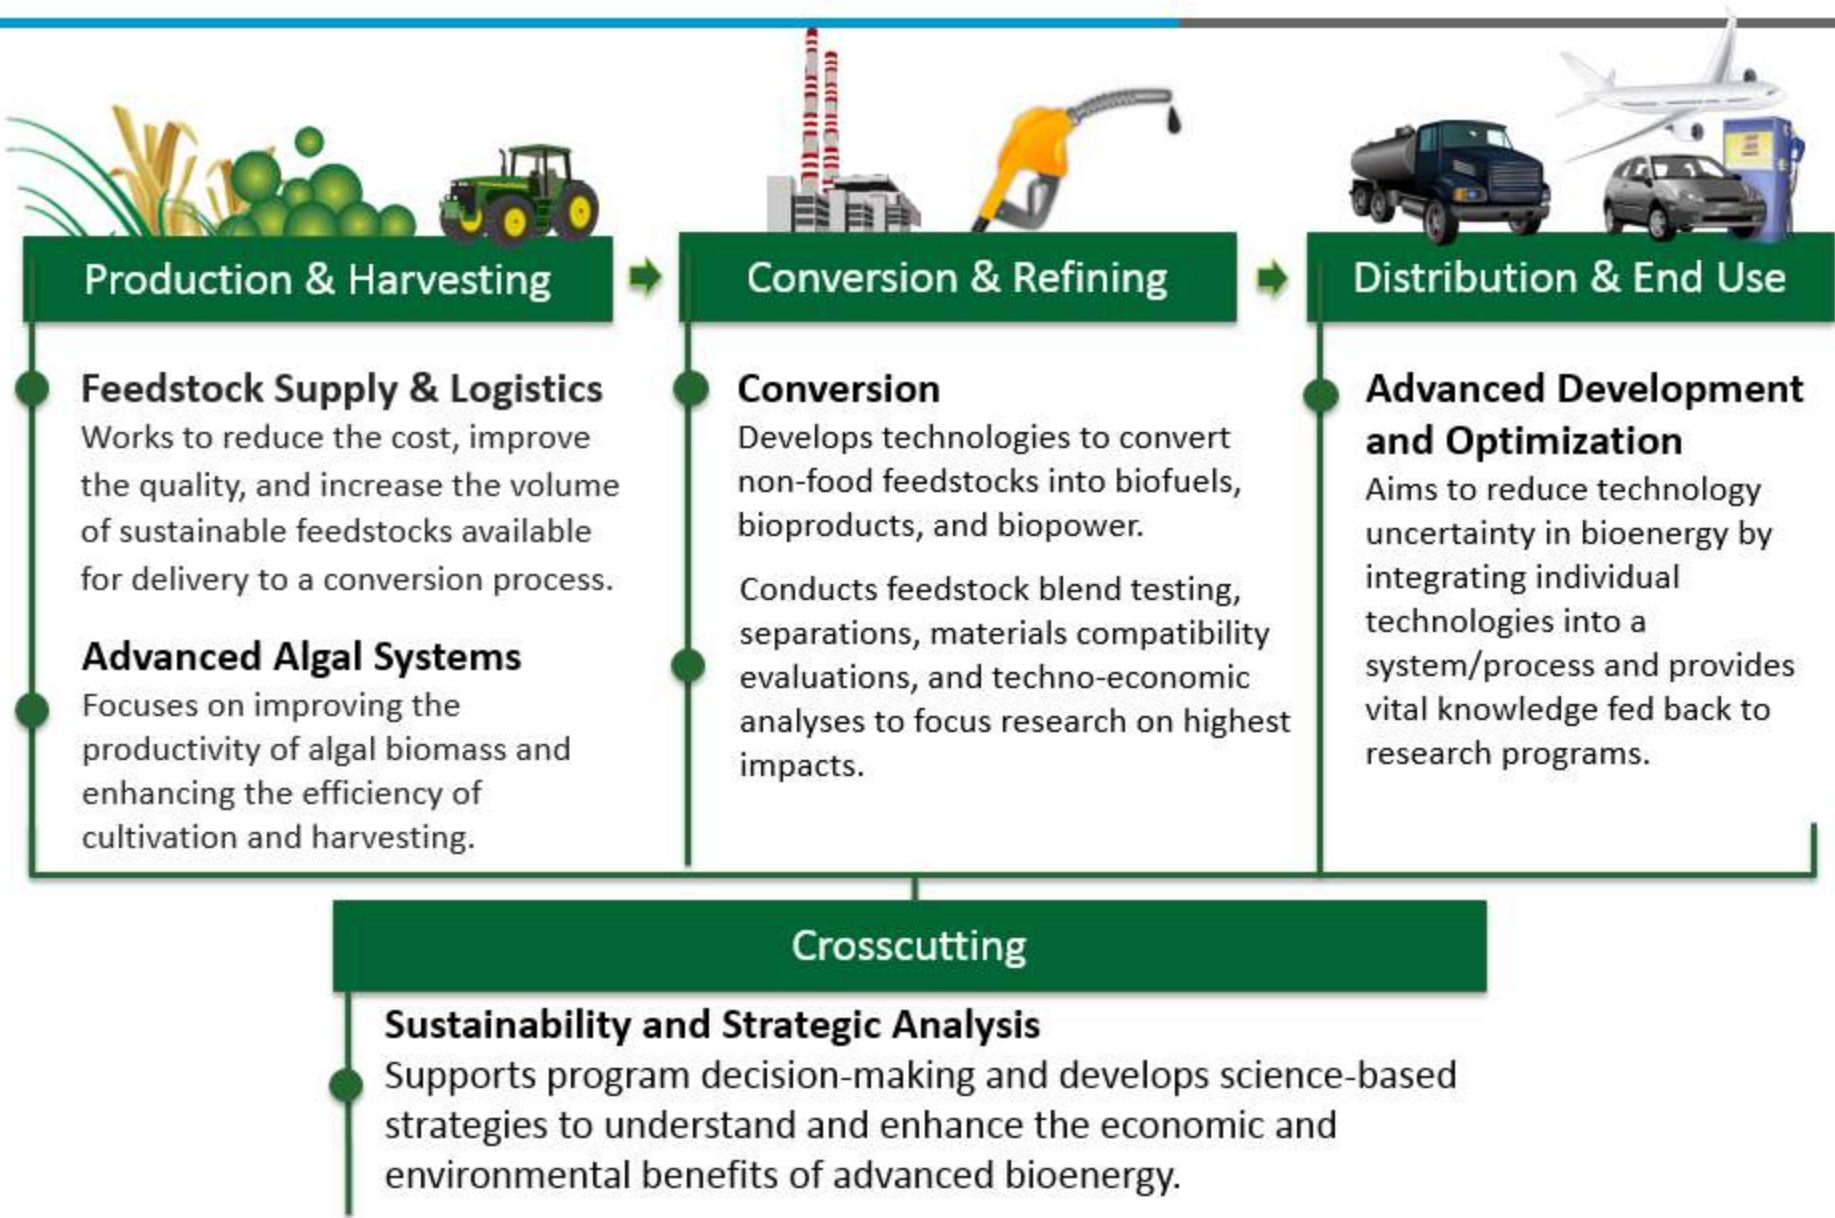 Production & Harvesting
Feedstock Supply & Logistics
Works to reduce the cost, improve
the quality, and increase the volume
of sustainable feedstocks available
for delivery to a conversion process.
Advanced Algal Systems
Focuses on improving the
productivity of algal biomass and
enhancing the efficiency of
cultivation and harvesting.
Conversion & Refining
Conversion
Develops technologies to convert
non-food feedstocks into biofuels,
bioproducts, and biopower.
Conducts feedstock blend testing,
separations, materials compatibility
evaluations, and techno-economic
analyses to focus research on highest
impacts.
Distribution & End Use
Advanced Development
and Optimization
Aims to reduce technology
uncertainty in bioenergy by
integrating individual
technologies into a
system/process and provides
vital knowledge fed back to
research programs.
Crosscutting
Sustainability and Strategic Analysis
Supports program decision-making and develops science-based
strategies to understand and enhance the economic and
environmental benefits of advanced bioenergy.